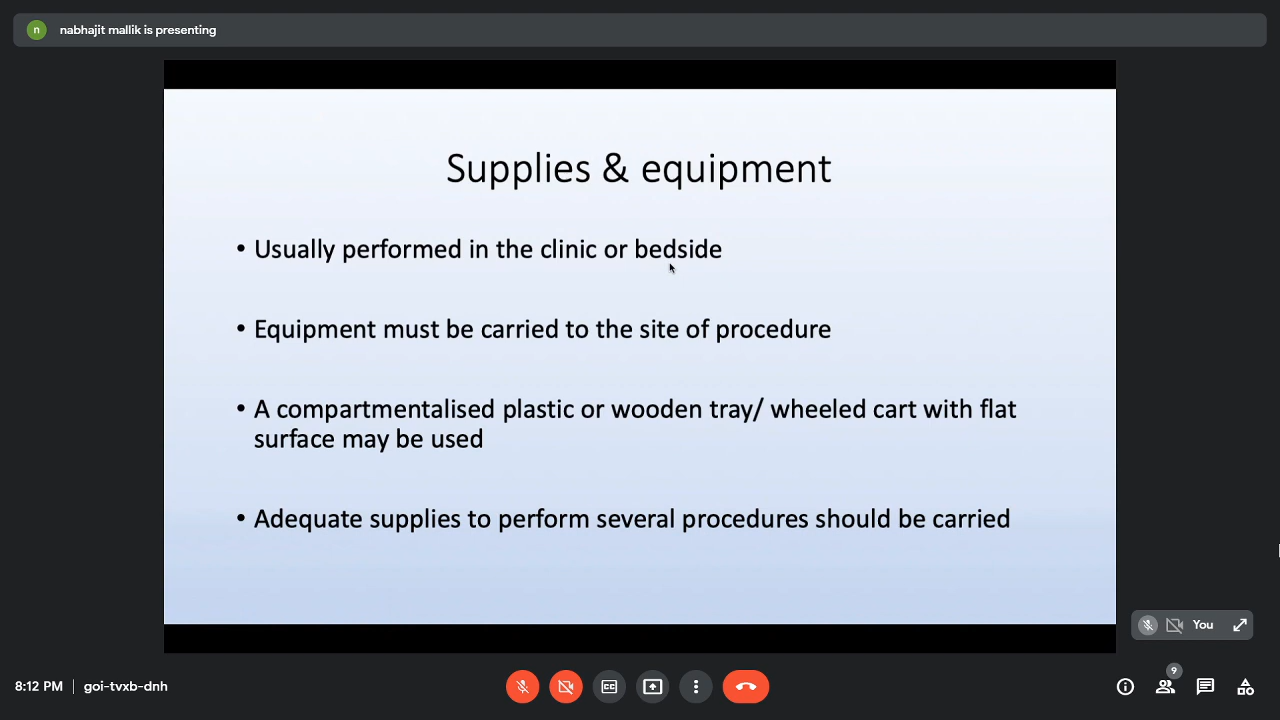 n
nabhajit mallik is presenting
Supplies & equipment
• Usually performed in the clinic or bedside
• Equipment must be carried to the site of procedure
• A compartmentalised plastic or wooden tray/ wheeled cart with flat
surface may be used
• Adequate supplies to perform several procedures should be carried
You
8:12 PM | goi-tvxb-dnh
CC
9